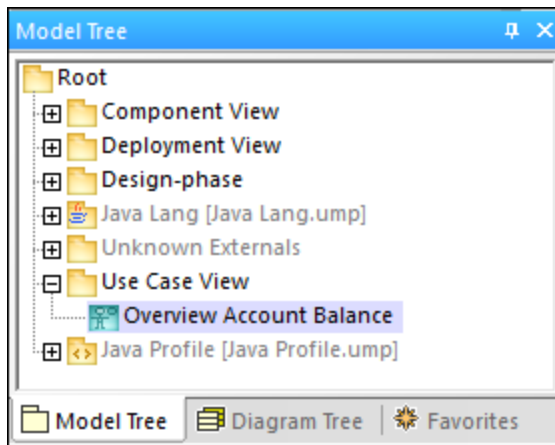 Model Tree
Root
Component View
Deployment View
Design-phase
Java Lang [Java Lang.ump]
Unknown Externals
Use Case View
Overview Account Balance
Java Profile [Java Profile.ump]
Model Tree Diagram Tree Favorites